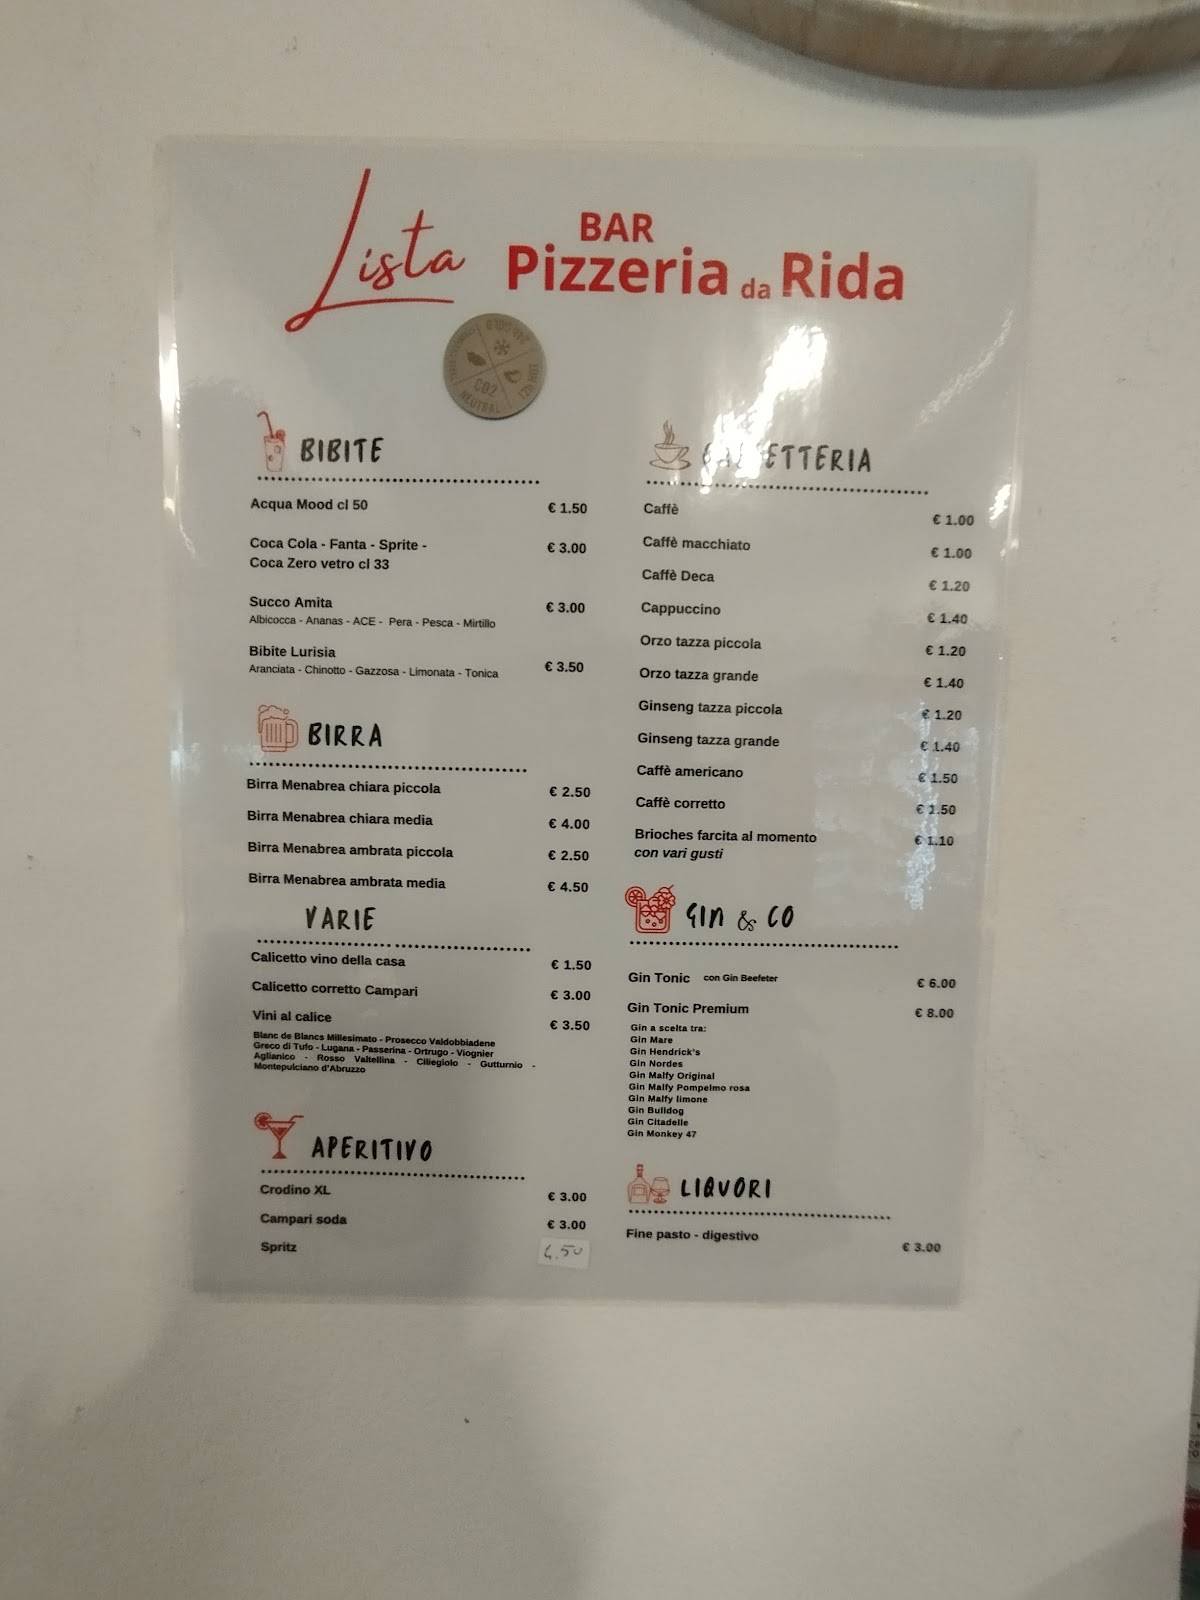 Lista
BAR
Pizzeria da Rida
CO2
NEUTRAL
BIBITE
Acqua Mood cl 50 € 1.50
Coca Cola - Fanta - Sprite - € 3.00
Coca Zero vetro cl 33
Succo Amita € 3.00
Albicocca - Ananas - ACE - Pera - Pesca - Mirtillo
Bibite Lurisia € 3.50
Aranciata - Chinotto - Gazzosa - Limonata - Tonica
BIRRA
Birra Menabrea chiara piccola € 2.50
Birra Menabrea chiara media € 4.00
Birra Menabrea ambrata piccola € 2.50
Birra Menabrea ambrata media € 4.50
VARIE
Calicetto vino della casa € 1.50
Calicetto corretto Campari € 3.00
Vini al calice € 3.50
Blanc de Blancs Millesimato - Prosecco Valdobbiadene
Greco di Tufo - Lugana - Passerina - Ortrugo - Viognier
Aglianico - Rosso Valtellina - Ciliegiolo - Gutturnio -
Montepulciano d'Abruzzo
APERITIVO
Crodino XL € 3.00
Campari soda € 3.00
Spritz 4.50
CAFFETTERIA
Caffè € 1.00
Caffè macchiato € 1.00
Caffè Deca € 1.20
Cappuccino € 1.40
Orzo tazza piccola € 1.20
Orzo tazza grande € 1.40
Ginseng tazza piccola € 1.20
Ginseng tazza grande € 1.40
Caffè americano € 1.50
Caffè corretto € 1.50
Brioches farcita al momento € 1.10
con vari gusti
GIN & CO
Gin Tonic con Gin Beefeter € 6.00
Gin Tonic Premium € 8.00
Gin a scelta tra:
Gin Mare
Gin Hendrick's
Gin Nordes
Gin Malfy Original
Gin Malfy Pompelmo rosa
Gin Malfy limone
Gin Bulldog
Gin Citadelle
Gin Monkey 47
LIQUORI
Fine pasto - digestivo € 3.00